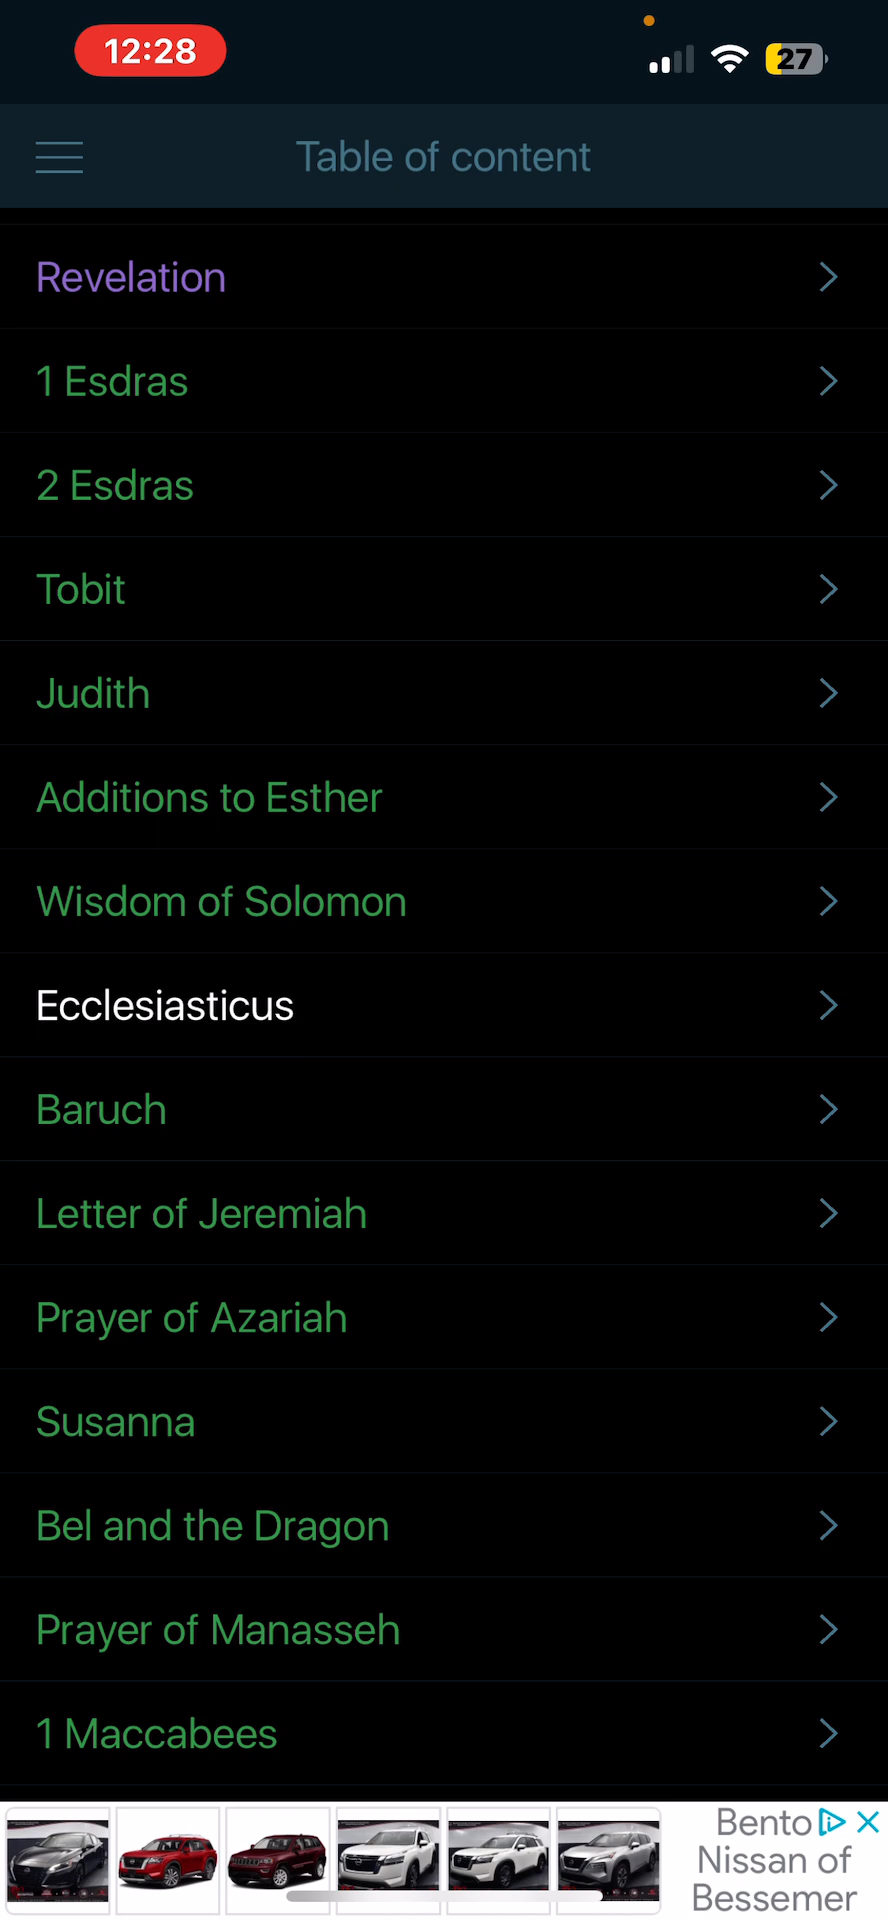 12:28
27
Table of content
Revelation
1 Esdras
2 Esdras
Tobit
Judith
Additions to Esther
Wisdom of Solomon
Ecclesiasticus
Baruch
Letter of Jeremiah
Prayer of Azariah
Susanna
Bel and the Dragon
Prayer of Manasseh
1 Maccabees
Bento
Nissan of
Bessemer